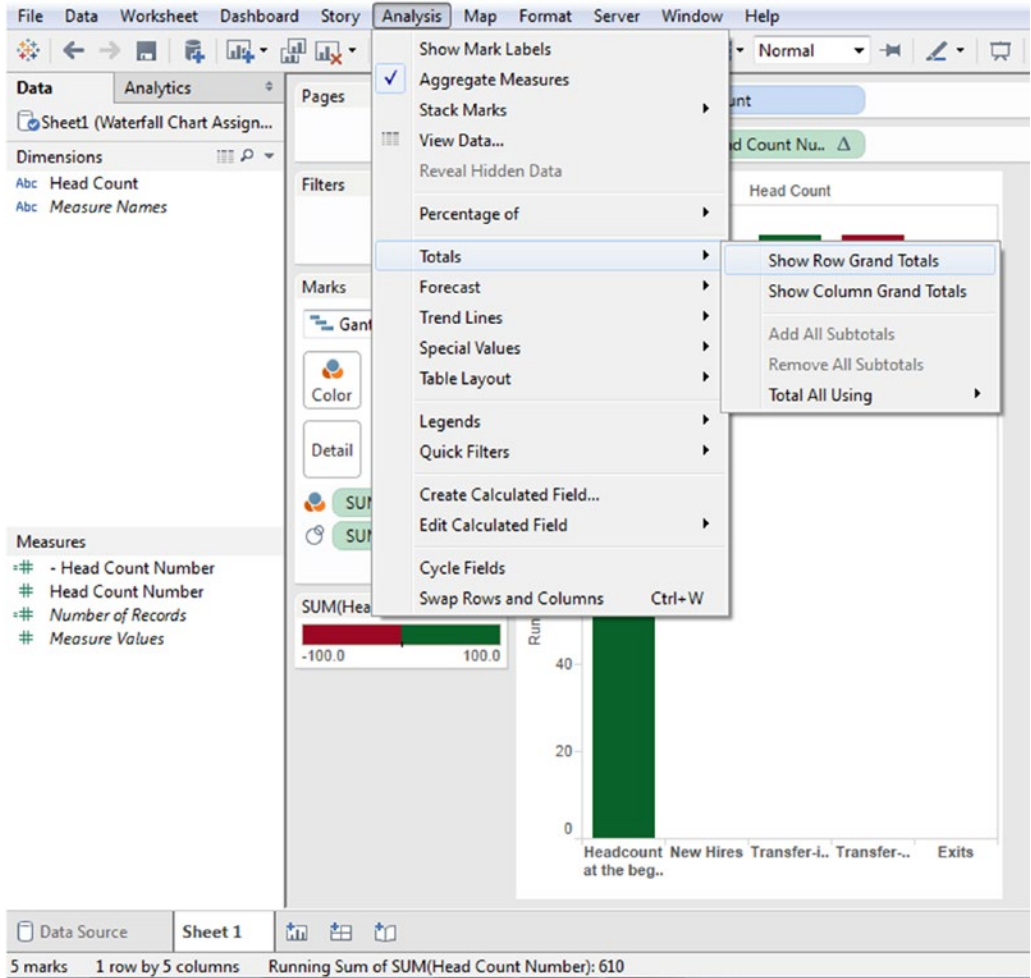 File Data Worksheet Dashboard Story Analysis Map Format Server Window Help
Normal
Data Analytics
Sheet1 (Waterfall Chart Assign...
Dimensions
Abc Head Count
Abc Measure Names
Measures
=# - Head Count Number
# Head Count Number
=# Number of Records
# Measure Values
Pages
Filters
Marks
Color
Detail
SUM(Hea
-100.0 100.0
Show Mark Labels
Aggregate Measures
Stack Marks
View Data...
Reveal Hidden Data
Percentage of
Totals
Forecast
Trend Lines
Special Values
Table Layout
Legends
Quick Filters
Create Calculated Field...
Edit Calculated Field
Cycle Fields
Swap Rows and Columns Ctrl+W
Show Row Grand Totals
Show Column Grand Totals
Add All Subtotals
Remove All Subtotals
Total All Using
Count Nu.. Δ
Head Count
40
20
0
Headcount at the beg..
New Hires
Transfer-i..
Transfer-..
Exits
Data Source Sheet 1
5 marks 1 row by 5 columns Running Sum of SUM(Head Count Number): 610